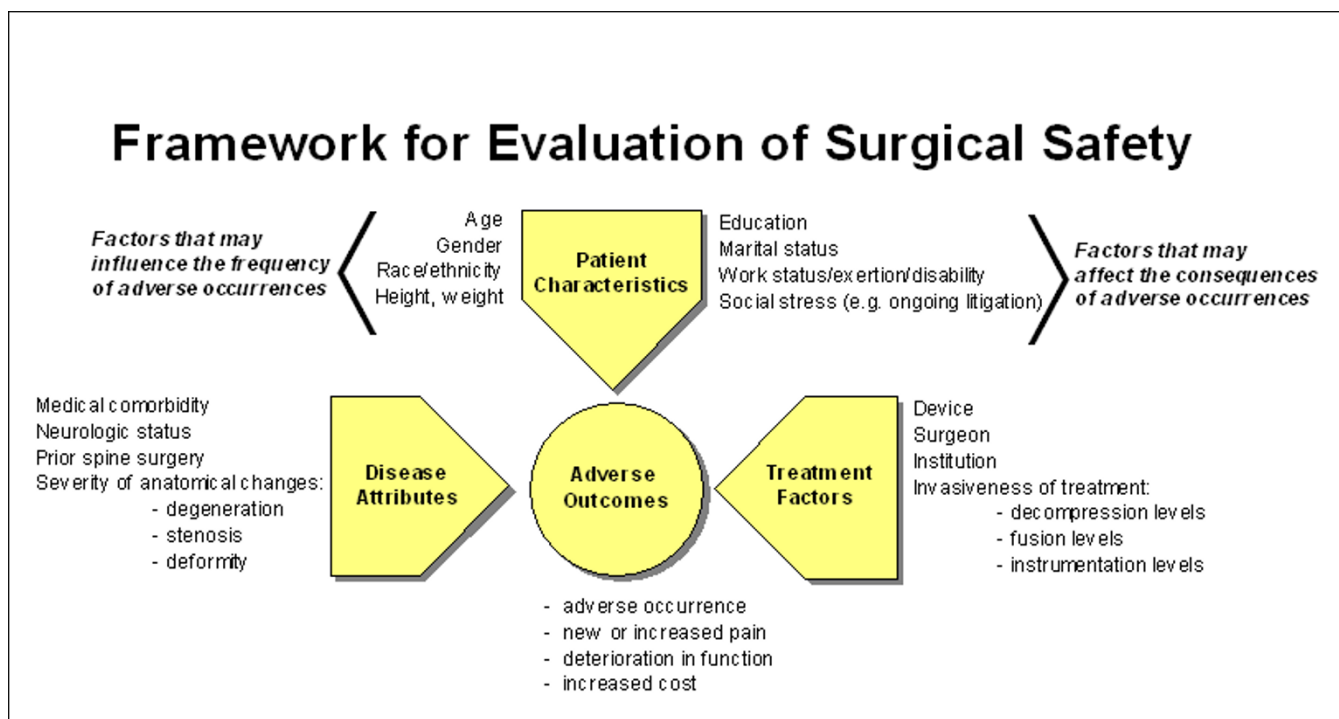 Framework for Evaluation of Surgical Safety
Factors that may
influence the frequency
of adverse occurrences
Age
Gender
Race/ethnicity
Height, weight
Patient
Characteristics
Education
Marital status
Work status/exertion/disability
Social stress (e.g. ongoing litigation)
Factors that may
affect the consequences
of adverse occurrences
Medical comorbidity
Neurologic status
Prior spine surgery
Severity of anatomical changes:
- degeneration
- stenosis
- deformity
Disease
Attributes
Adverse
Outcomes
Treatment
Factors
Device
Surgeon
Institution
Invasiveness of treatment:
- decompression levels
- fusion levels
- instrumentation levels
- adverse occurrence
- new or increased pain
- deterioration in function
- increased cost